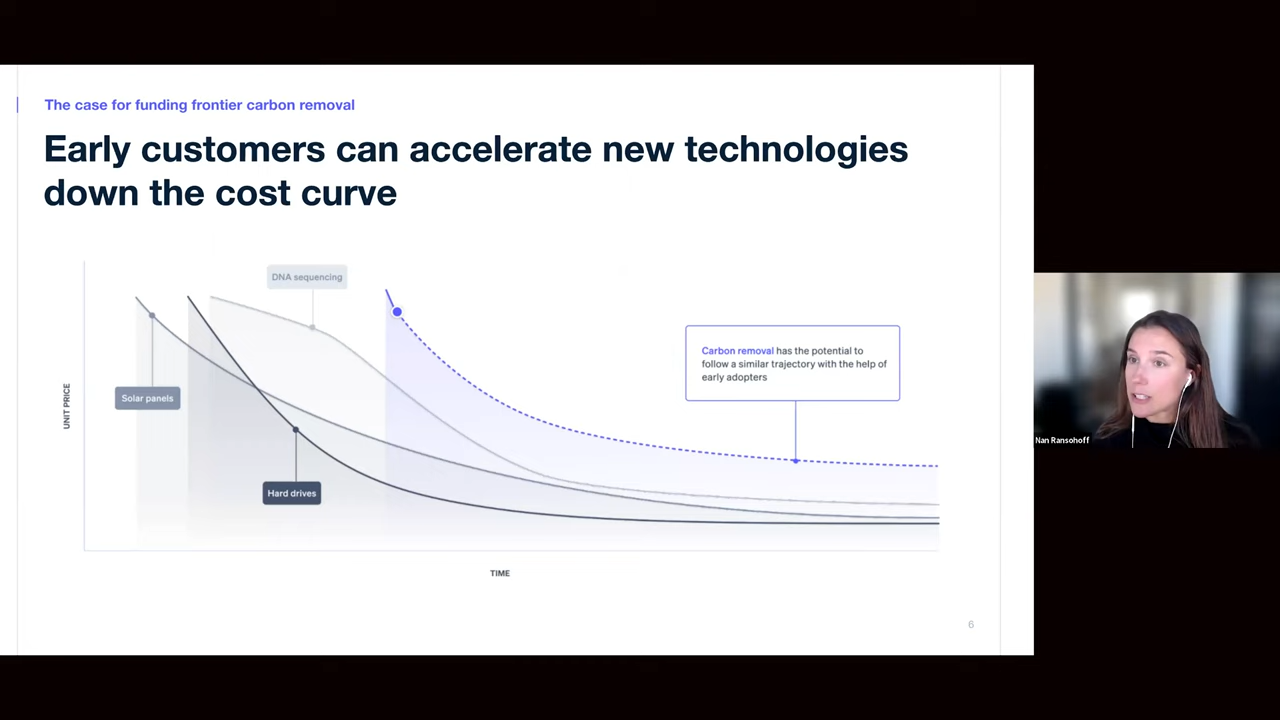 The case for funding frontier carbon removal
Early customers can accelerate new technologies
down the cost curve
DNA sequencing
Carbon removal has the potential to
follow a similar trajectory with the help of
early adopters
Solar panels
UNIT PRICE
Hard drives
TIME
6
Nan Ransohoff